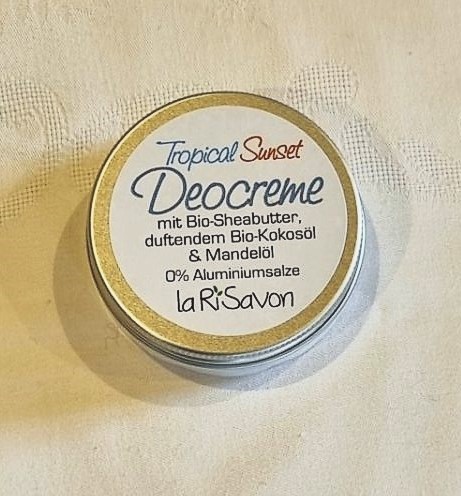 Tropical Sunset
Deocreme
mit Bio-Sheabutter,
duftendem Bio-Kokosöl
& Mandelöl
0% Aluminiumsalze
la RiSavon